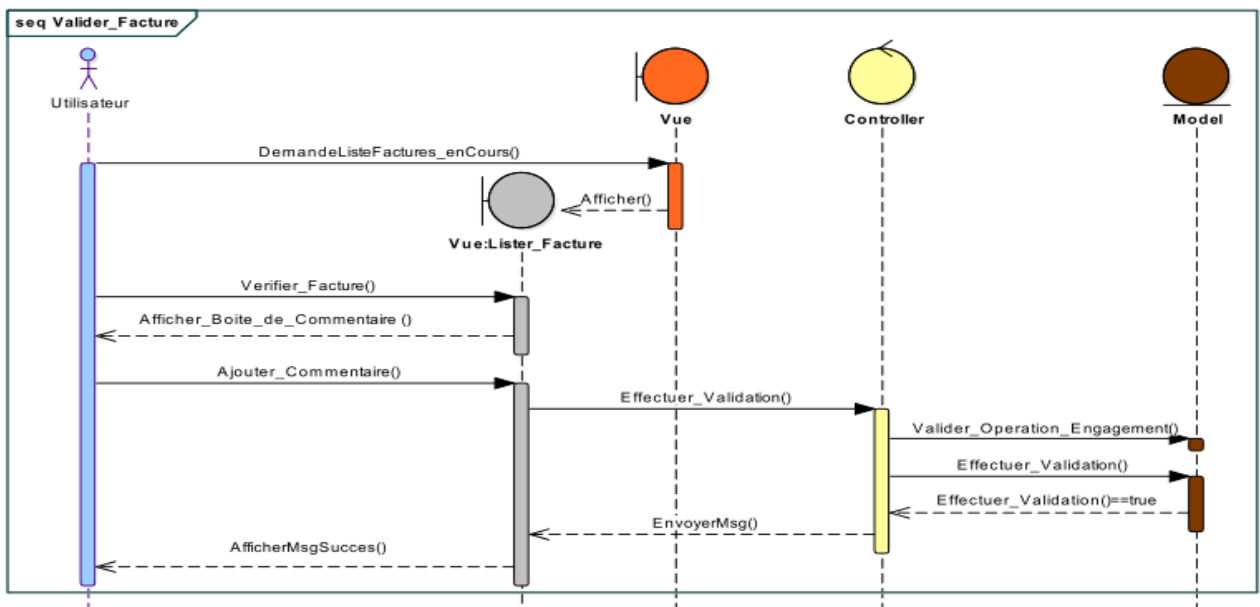 seq Valider_Facture
Utilisateur
Vue
Controller
Model
DemandeListeFactures_enCours()
Afficher()
Vue:Lister_Facture
Verifier_Facture()
Afficher_Boite_de_Commentaire ()
Ajouter_Commentaire()
Effectuer_Validation()
Valider_Operation_Engagement()
Effectuer_Validation()
Effectuer_Validation()==true
EnvoyerMsg()
AfficherMsgSucces()